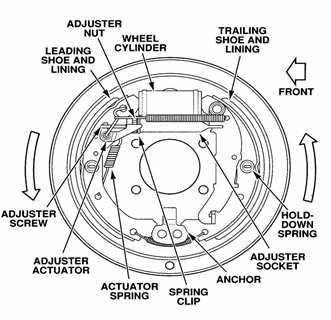 ADJUSTER
NUT
WHEEL
CYLINDER
TRAILING
SHOE AND
LINING
LEADING
SHOE AND
LINING
FRONT
ADJUSTER
SCREW
HOLD-
DOWN
SPRING
ADJUSTER
ACTUATOR
ACTUATOR
SPRING
SPRING
CLIP
ANCHOR
ADJUSTER
SOCKET